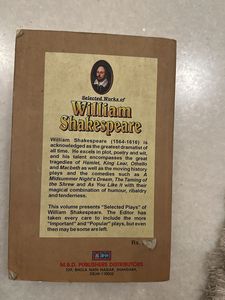 Selected Works of
William
Shakespeare
William Shakespeare (1564-1616) is
acknowledged as the greatest dramatist of
all time. He excels in plot, poetry and wit,
and his talent encompasses the great
tragedies of Hamlet, King Lear, Othello
and Macbeth as well as the moving history
plays and the comedies such as A
Midsummer Night's Dream, The Taming of
the Shrew and As You Like It with their
magical combination of humour, ribaldry
and tenderness.
This volume presents "Selected Plays" of
William Shakespeare. The Editor has
taken every care to include the more
"Important" and "Popular" plays, but even
then may be some are left.
Rs.
M.B.D. PUBLISHERS DISTRIBUTORS